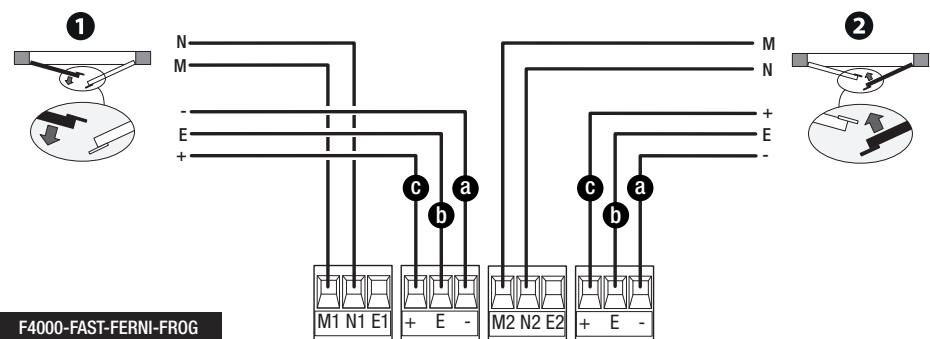 1
2
N
M
-
E
+
M
N
+
E
-
c
b
a
c
b
a
M1 N1 E1
+ E -
M2 N2 E2
+ E -
F4000-FAST-FERNI-FROG